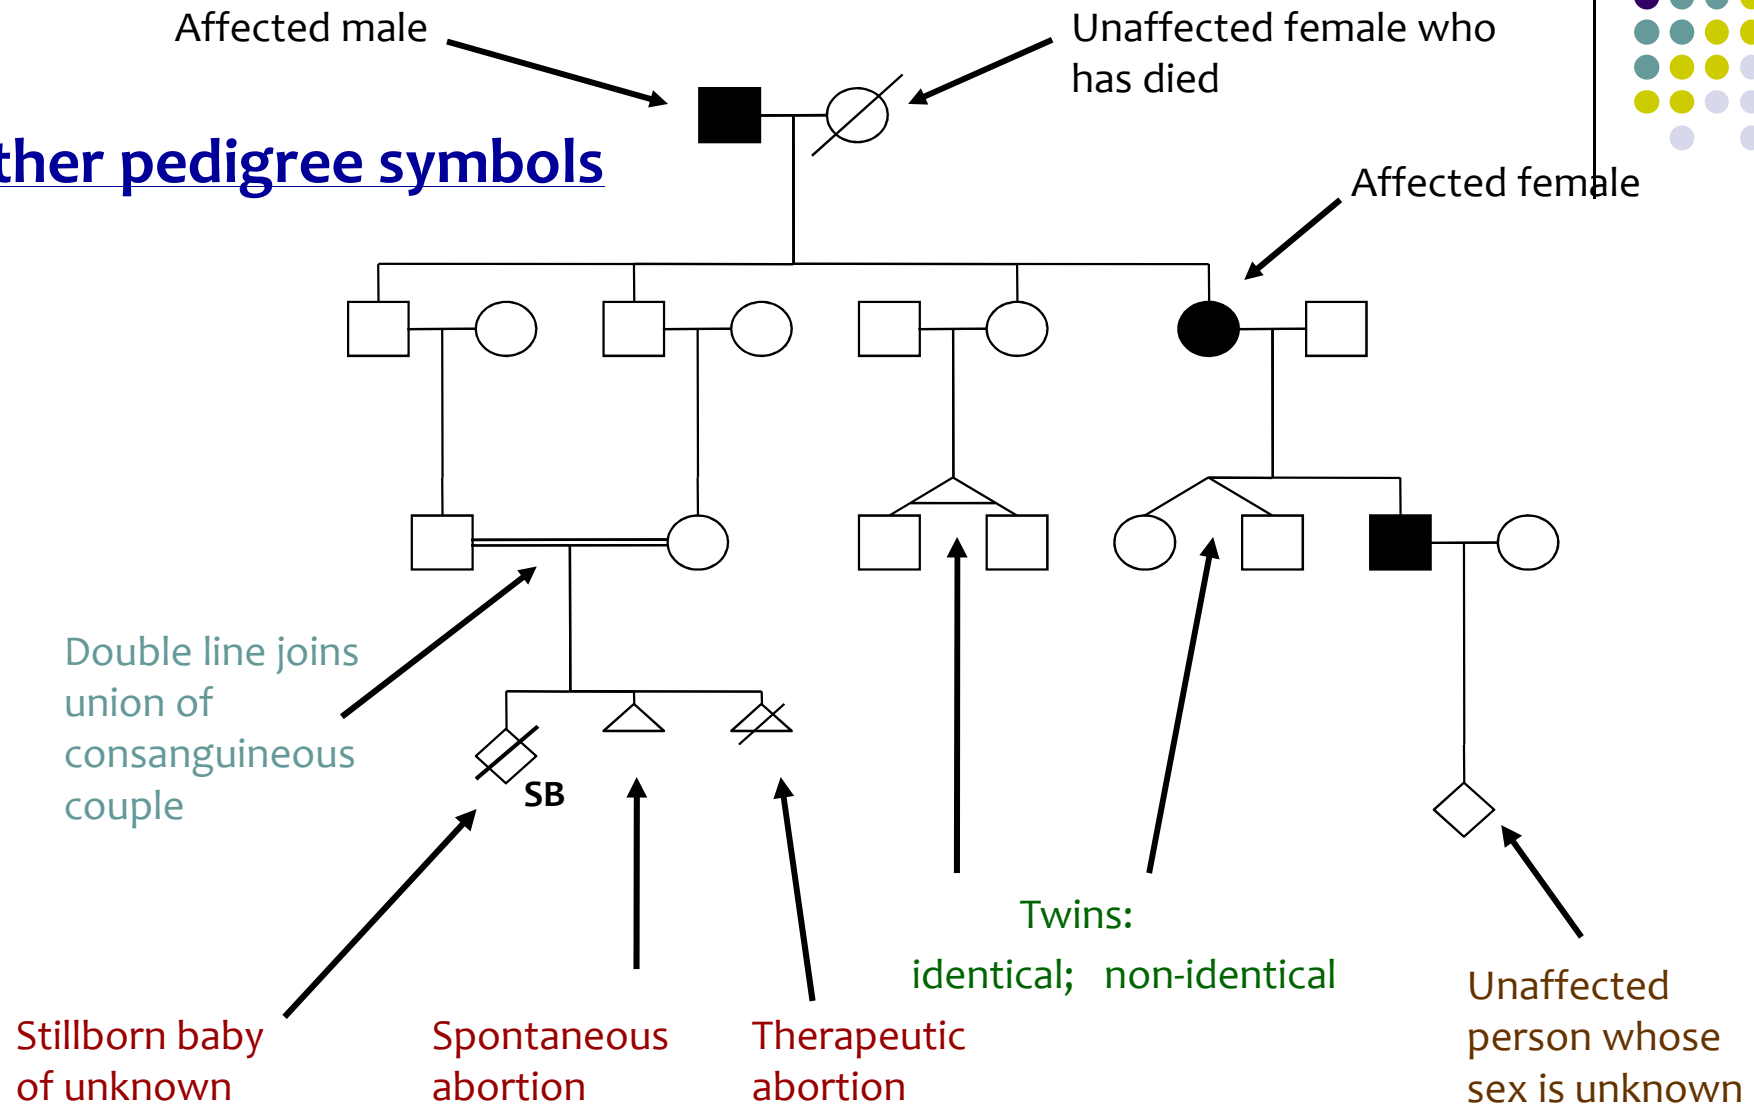 Affected male
Unaffected female who
has died
ther pedigree symbols
Affected female
Double line joins
union of
consanguineous
couple
SB
Twins:
identical; non-identical
Stillborn baby
of unknown
Spontaneous
abortion
Therapeutic
abortion
Unaffected
person whose
sex is unknown